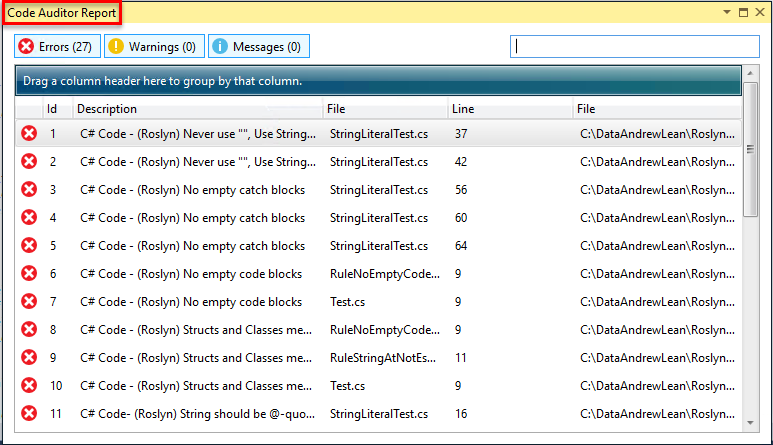 Code Auditor Report
Errors (27) Warnings (0) Messages (0)
Drag a column header here to group by that column.
Id Description File Line File
1 C# Code - (Roslyn) Never use "", Use String... StringLiteralTest.cs 37 C:\DataAndrewLean\Roslyn...
2 C# Code - (Roslyn) Never use "", Use String... StringLiteralTest.cs 42 C:\DataAndrewLean\Roslyn...
3 C# Code - (Roslyn) No empty catch blocks StringLiteralTest.cs 56 C:\DataAndrewLean\Roslyn...
4 C# Code - (Roslyn) No empty catch blocks StringLiteralTest.cs 60 C:\DataAndrewLean\Roslyn...
5 C# Code - (Roslyn) No empty catch blocks StringLiteralTest.cs 64 C:\DataAndrewLean\Roslyn...
6 C# Code - (Roslyn) No empty code blocks RuleNoEmptyCode... 9 C:\DataAndrewLean\Roslyn...
7 C# Code - (Roslyn) No empty code blocks Test.cs 9 C:\DataAndrewLean\Roslyn...
8 C# Code - (Roslyn) Structs and Classes me... RuleNoEmptyCode... 9 C:\DataAndrewLean\Roslyn...
9 C# Code - (Roslyn) Structs and Classes me... RuleStringAtNotEs... 11 C:\DataAndrewLean\Roslyn...
10 C# Code - (Roslyn) Structs and Classes me... Test.cs 9 C:\DataAndrewLean\Roslyn...
11 C# Code- (Roslyn) String should be @-quo... StringLiteralTest.cs 16 C:\DataAndrewLean\Roslyn...